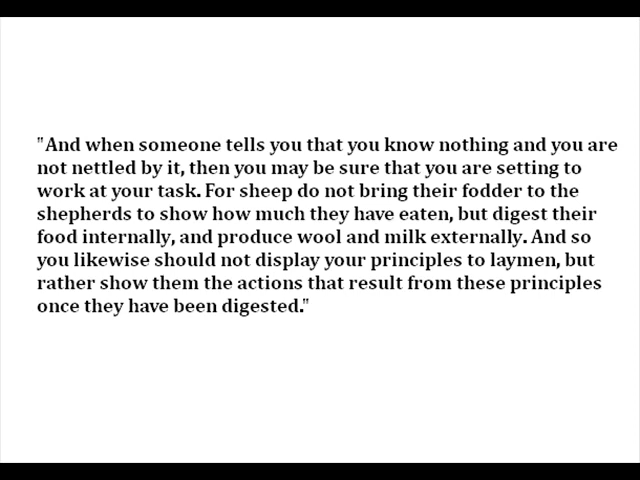 "And when someone tells you that you know nothing and you are
not nettled by it, then you may be sure that you are setting to
work at your task. For sheep do not bring their fodder to the
shepherds to show how much they have eaten, but digest their
food internally, and produce wool and milk externally. And so
you likewise should not display your principles to laymen, but
rather show them the actions that result from these principles
once they have been digested."